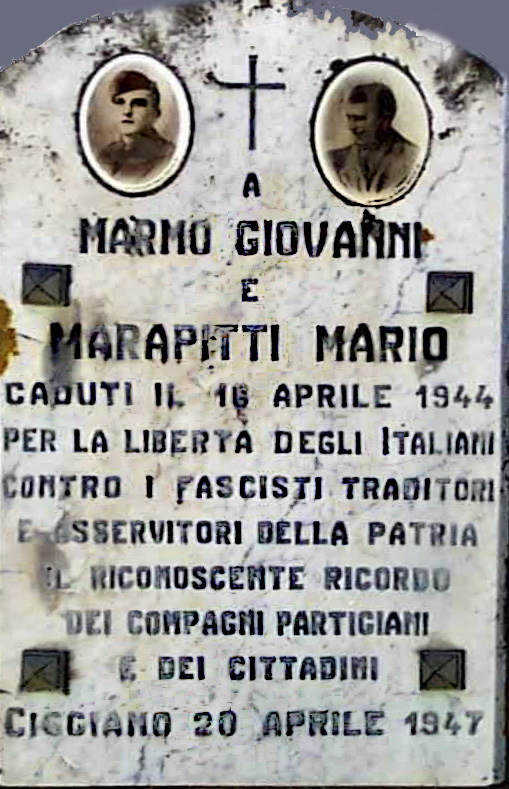 A
MARMO GIOVANNI
E
MARAPITTI MARIO
CADUTI IL 16 APRILE 1944
PER LA LIBERTA DEGLI ITALIANI
CONTRO I FASCISTI TRADITORI
E ASSERVITORI DELLA PATRIA
IL RICONOSCENTE RICORDO
DEI COMPAGNI PARTIGIANI
E DEI CITTADINI
CIGGIANO 20 APRILE 1947